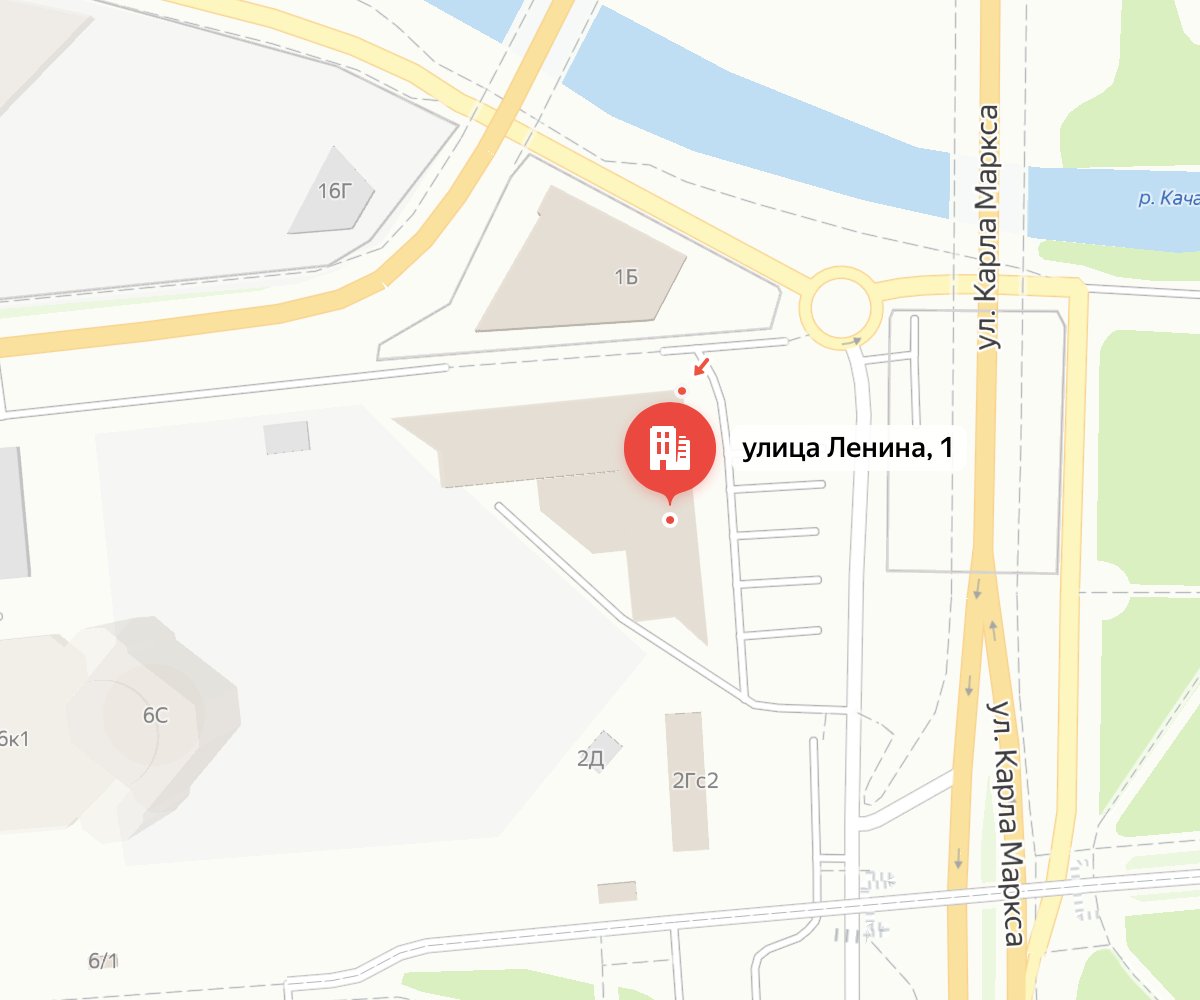 ул. Карла Маркса
16Г
р. Кача
1Б
улица Ленина, 1
6С
6к1
2Д
2Гс2
ул. Карла Маркса
6/1